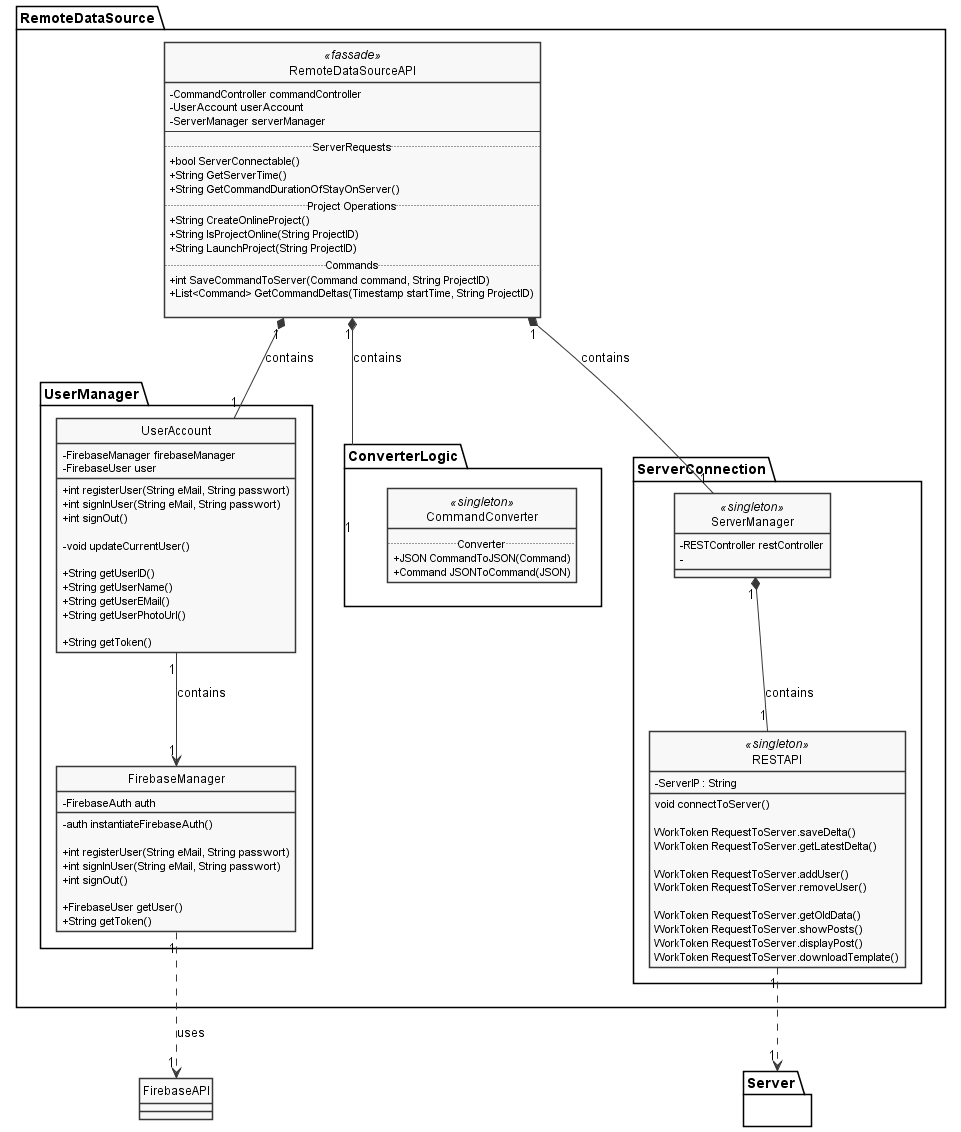 RemoteDataSource
«fassade»
RemoteDataSourceAPI
-CommandController commandController
-UserAccount userAccount
-ServerManager serverManager
ServerRequests
+bool ServerConnectable()
+String GetServerTime()
+String GetCommandDurationOfStayOnServer()
Project Operations
+String CreateOnlineProject()
+String IsProjectOnline(String ProjectID)
+String LaunchProject(String ProjectID)
Commands
+int SaveCommandToServer(Command command, String ProjectID)
+List<Command> GetCommandDeltas(Timestamp startTime, String ProjectID)
1
1
1
contains
contains
contains
1
1
1
UserManager
UserAccount
-FirebaseManager firebaseManager
-FirebaseUser user
+int registerUser(String eMail, String passwort)
+int signInUser(String eMail, String passwort)
+int signOut()
-void updateCurrentUser()
+String getUserID()
+String getUserName()
+String getUserEMail()
+String getUserPhotoUrl()
+String getToken()
1
contains
1
FirebaseManager
-FirebaseAuth auth
-auth instantiateFirebaseAuth()
+int registerUser(String eMail, String passwort)
+int signInUser(String eMail, String passwort)
+int signOut()
+FirebaseUser getUser()
+String getToken()
1
uses
1
FirebaseAPI
ConverterLogic
«singleton»
CommandConverter
Converter
+JSON CommandToJSON(Command)
+Command JSONToCommand(JSON)
ServerConnection
«singleton»
ServerManager
-RESTController restController
-
1
contains
1
«singleton»
RESTAPI
-ServerIP : String
void connectToServer()
WorkToken RequestToServer.saveDelta()
WorkToken RequestToServer.getLatestDelta()
WorkToken RequestToServer.addUser()
WorkToken RequestToServer.removeUser()
WorkToken RequestToServer.getOldData()
WorkToken RequestToServer.showPosts()
WorkToken RequestToServer.displayPost()
WorkToken RequestToServer.downloadTemplate()
1
1
Server